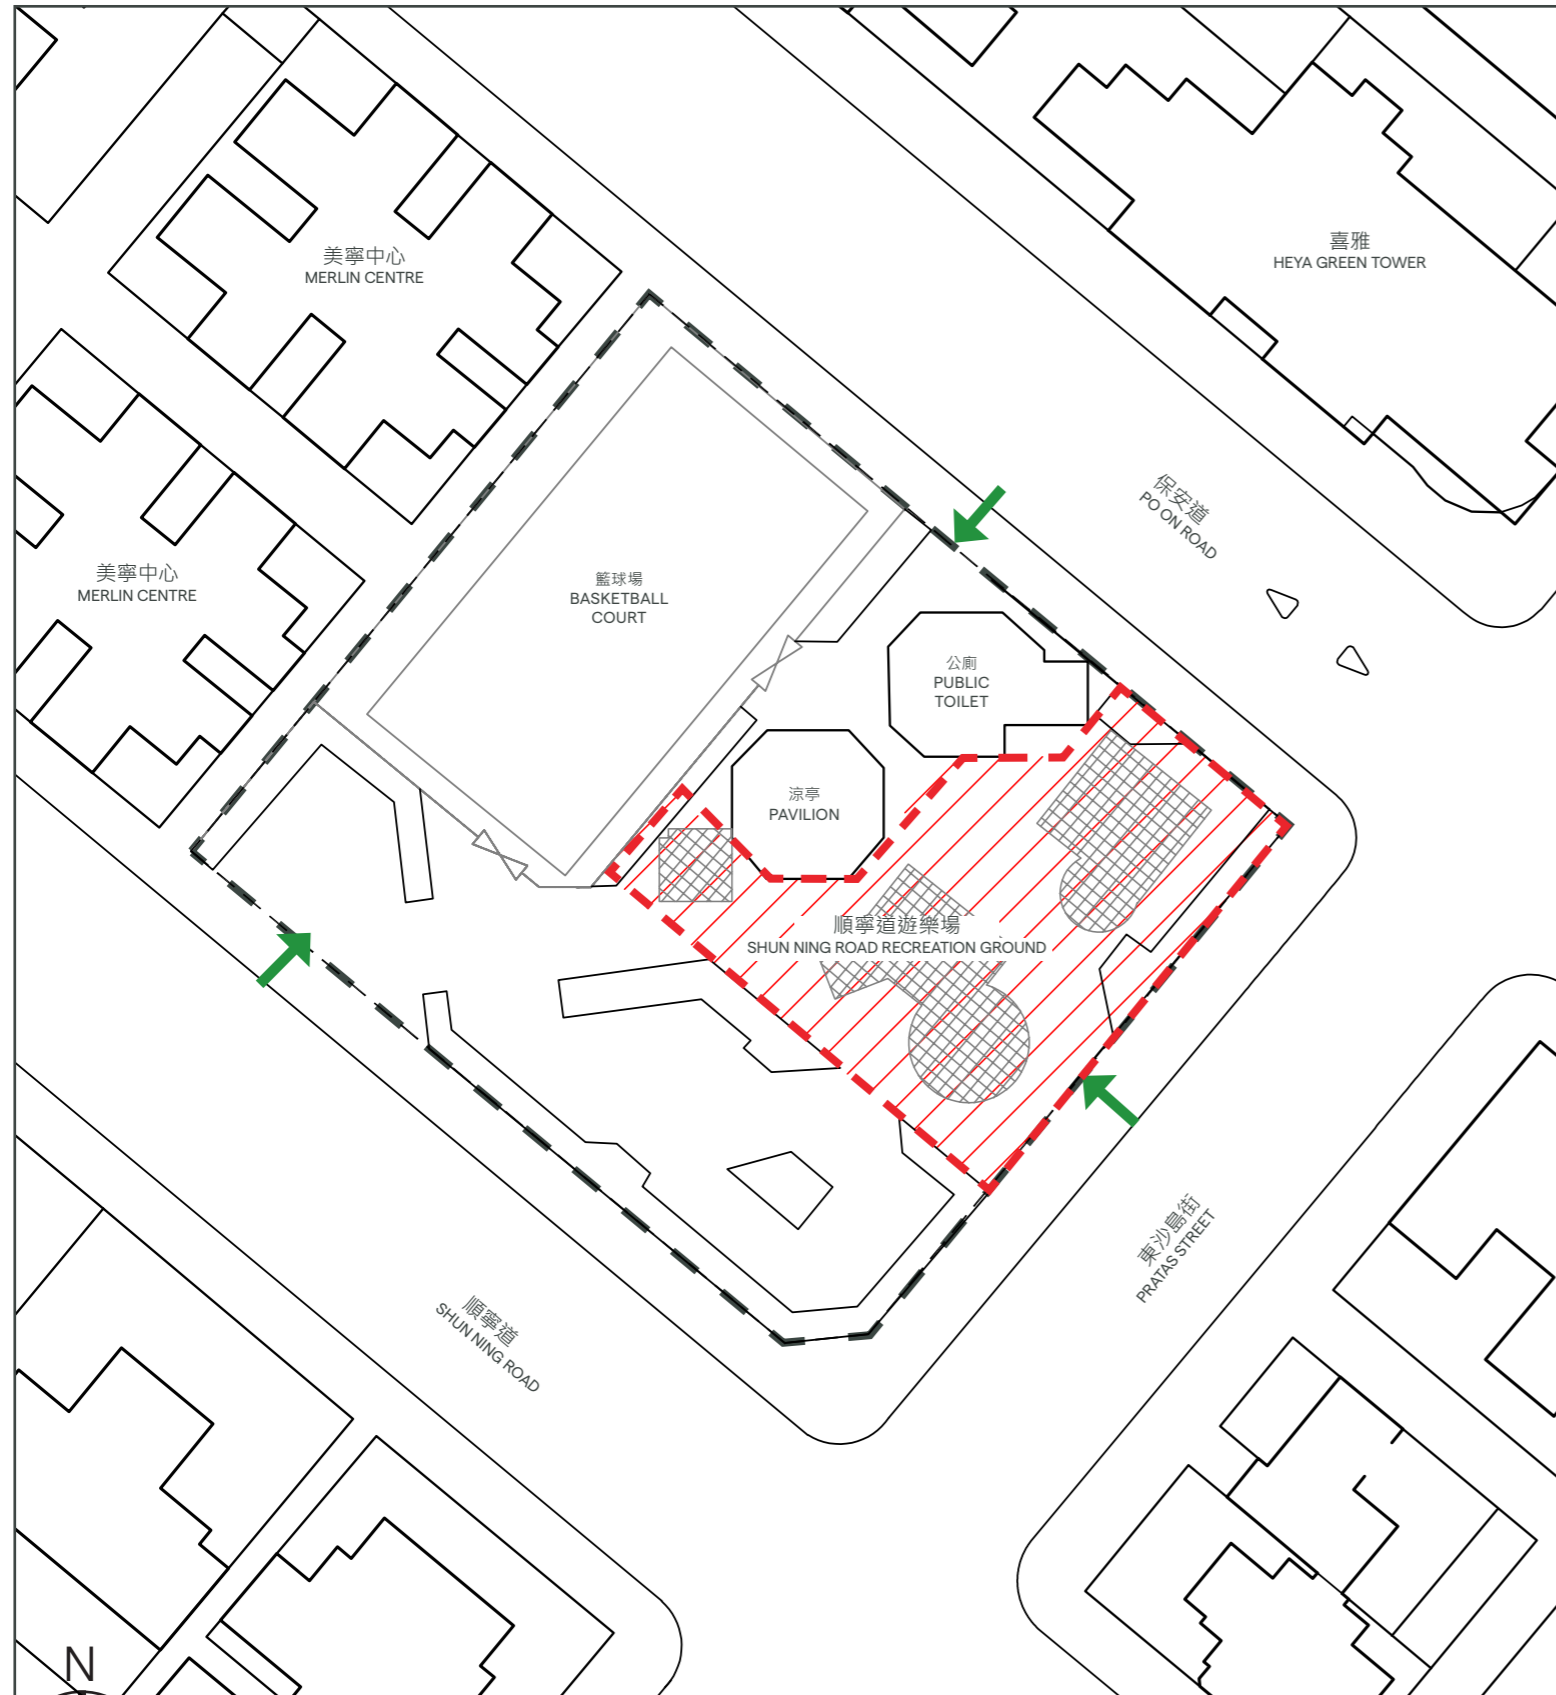 美寧中心
MERLIN CENTRE
喜雅
HEYA GREEN TOWER
保安道
PO ON ROAD
美寧中心
MERLIN CENTRE
籃球場
BASKETBALL
COURT
公廁
PUBLIC
TOILET
涼亭
PAVILION
順寧道遊樂場
SHUN NING ROAD RECREATION GROUND
東沙島街
PRATAS STREET
順寧道
SHUN NING ROAD
N